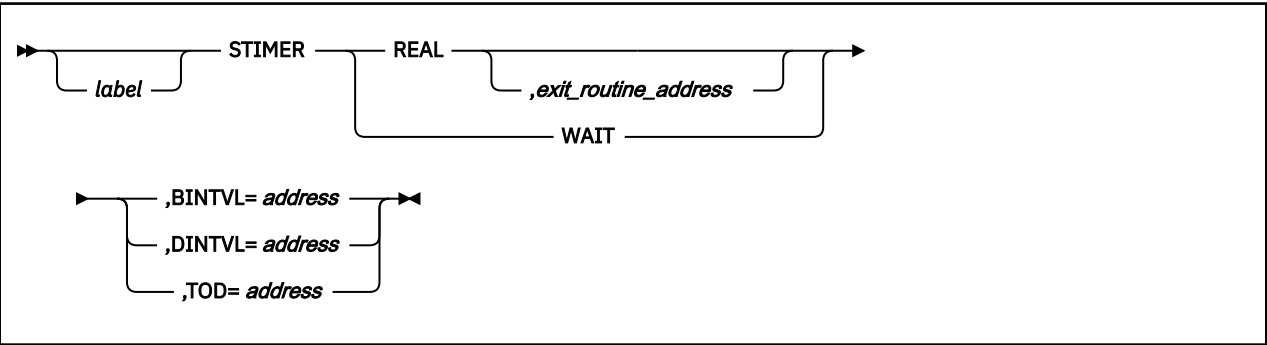 STIMER REAL
label ,exit_routine_address
WAIT
,BINTVL= address
,DINTVL= address
,TOD= address